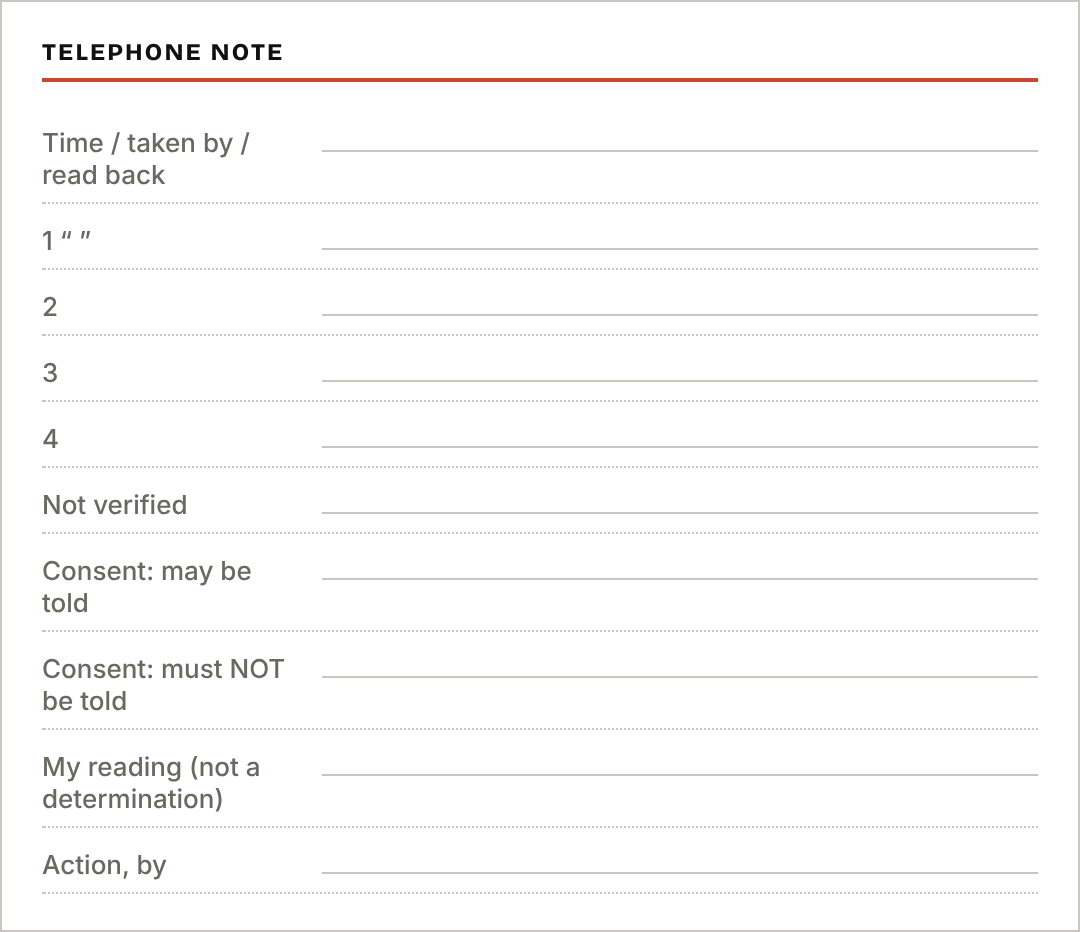 TELEPHONE NOTE
Time / taken by /
read back
1 “ ”
2
3
4
Not verified
Consent: may be
told
Consent: must NOT
be told
My reading (not a
determination)
Action, by